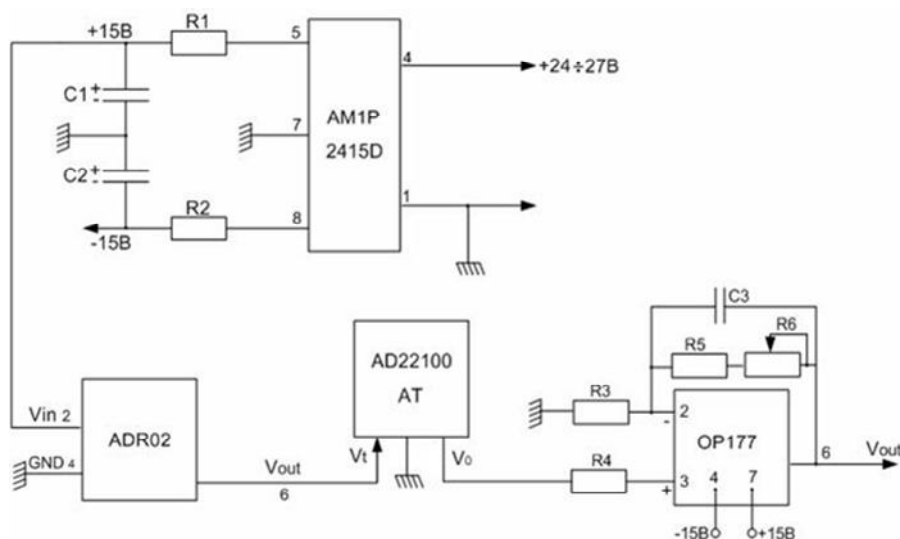 +15В
R1
5
4
+24÷27В
C1
+
-
7
AM1P
2415D
C2
+
-
R2
8
1
-15В
C3
R5
R6
AD22100
AT
R3
2
-
OP177
6
Vout
Vin 2
ADR02
GND 4
Vout
6
Vt
V0
R4
3
+
4
7
-15В
+15В